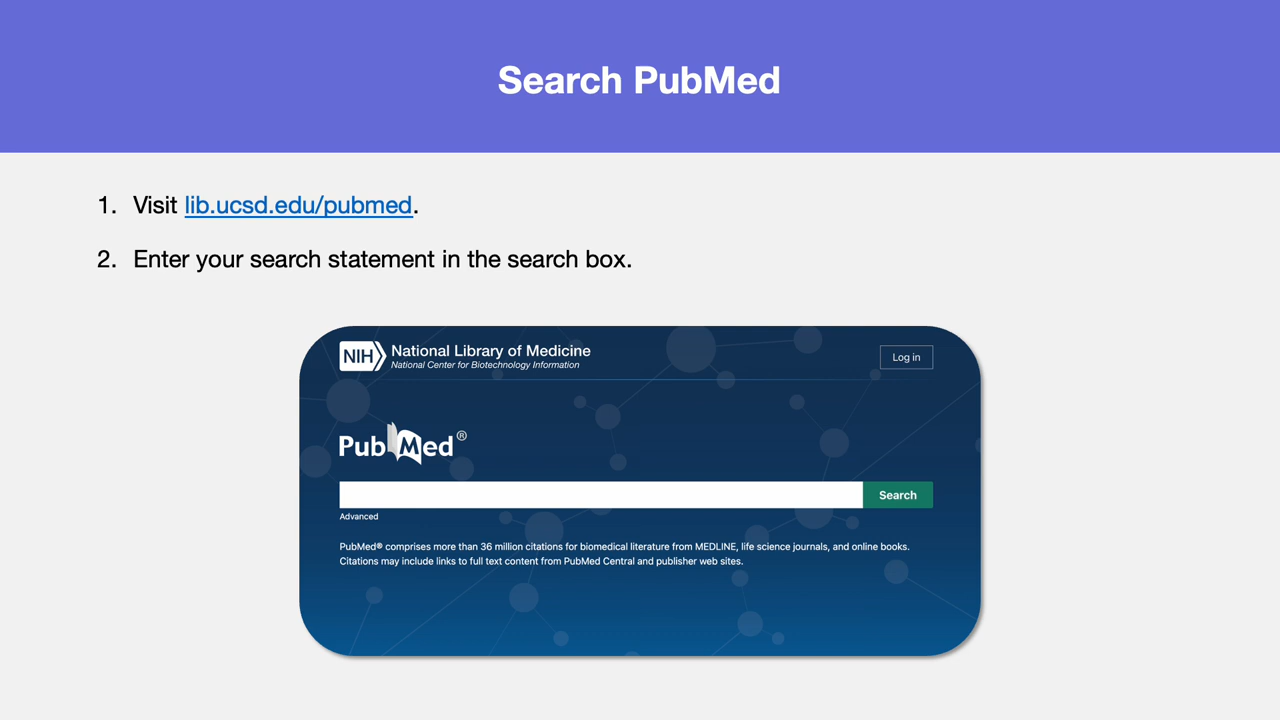 Search PubMed
1. Visit lib.ucsd.edu/pubmed.
2. Enter your search statement in the search box.
NIH National Library of Medicine
National Center for Biotechnology Information
Log in
PubMed®
Search
Advanced
PubMed® comprises more than 36 million citations for biomedical literature from MEDLINE, life science journals, and online books.
Citations may include links to full text content from PubMed Central and publisher web sites.